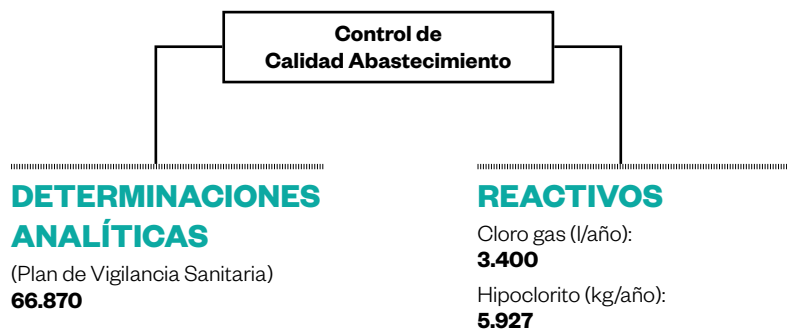 Control de
Calidad Abastecimiento
DETERMINACIONES
ANALÍTICAS
(Plan de Vigilancia Sanitaria)
66.870
REACTIVOS
Cloro gas (l/año):
3.400
Hipoclorito (kg/año):
5.927